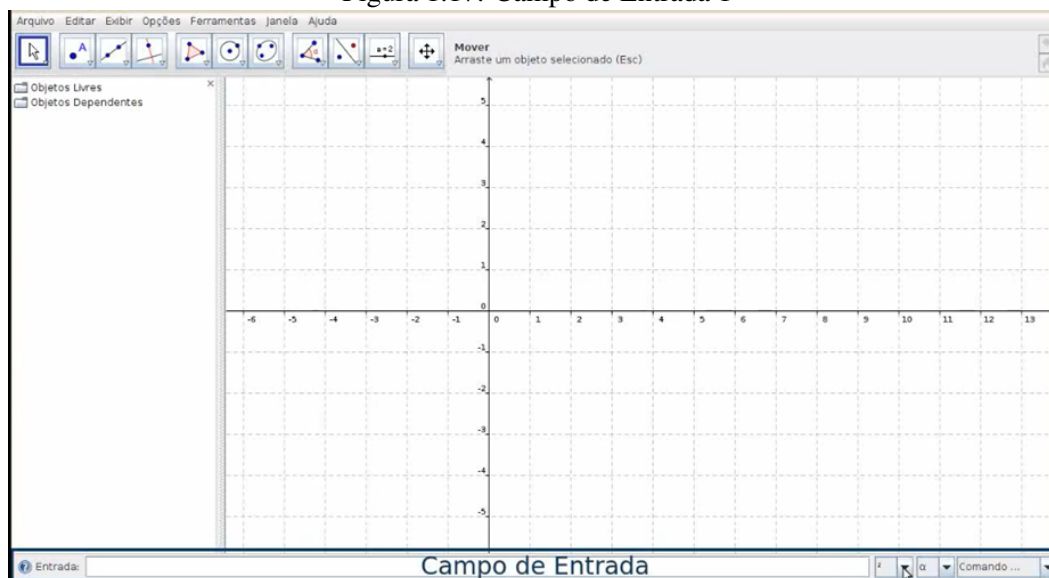 Figura 1.17: Campo de Entrada 1
Arquivo Editar Exibir Opções Ferramentas Janela Ajuda
A
a=2
Mover
Arraste um objeto selecionado (Esc)
Objetos Livres
Objetos Dependentes
5
4
3
2
1
0
-6 -5 -4 -3 -2 -1 0 1 2 3 4 5 6 7 8 9 10 11 12 13
-1
-2
-3
-4
-5
Entrada: Campo de Entrada ² α Comando ...